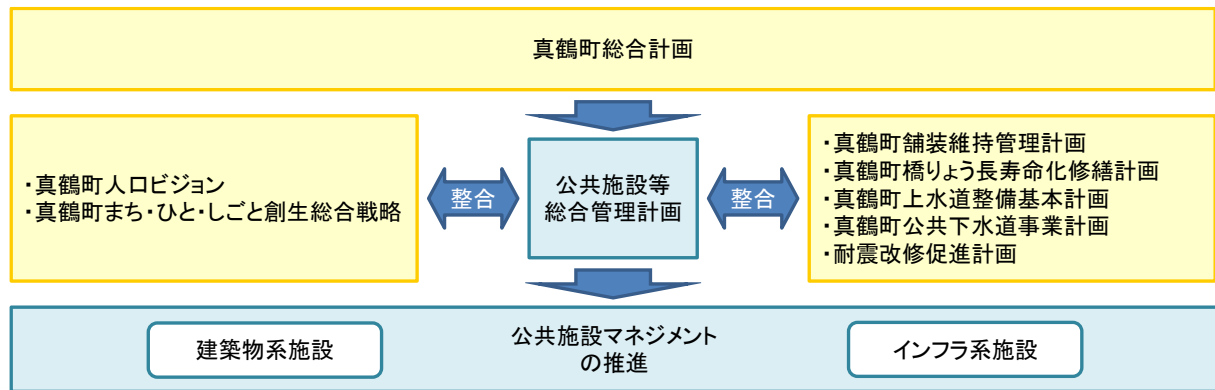 真鶴町総合計画
・真鶴町人口ビジョン
・真鶴町まち・ひと・しごと創生総合戦略
整合
公共施設等
総合管理計画
整合
・真鶴町舗装維持管理計画
・真鶴町橋りょう長寿命化修繕計画
・真鶴町上水道整備基本計画
・真鶴町公共下水道事業計画
・耐震改修促進計画
建築物系施設
公共施設マネジメント
の推進
インフラ系施設